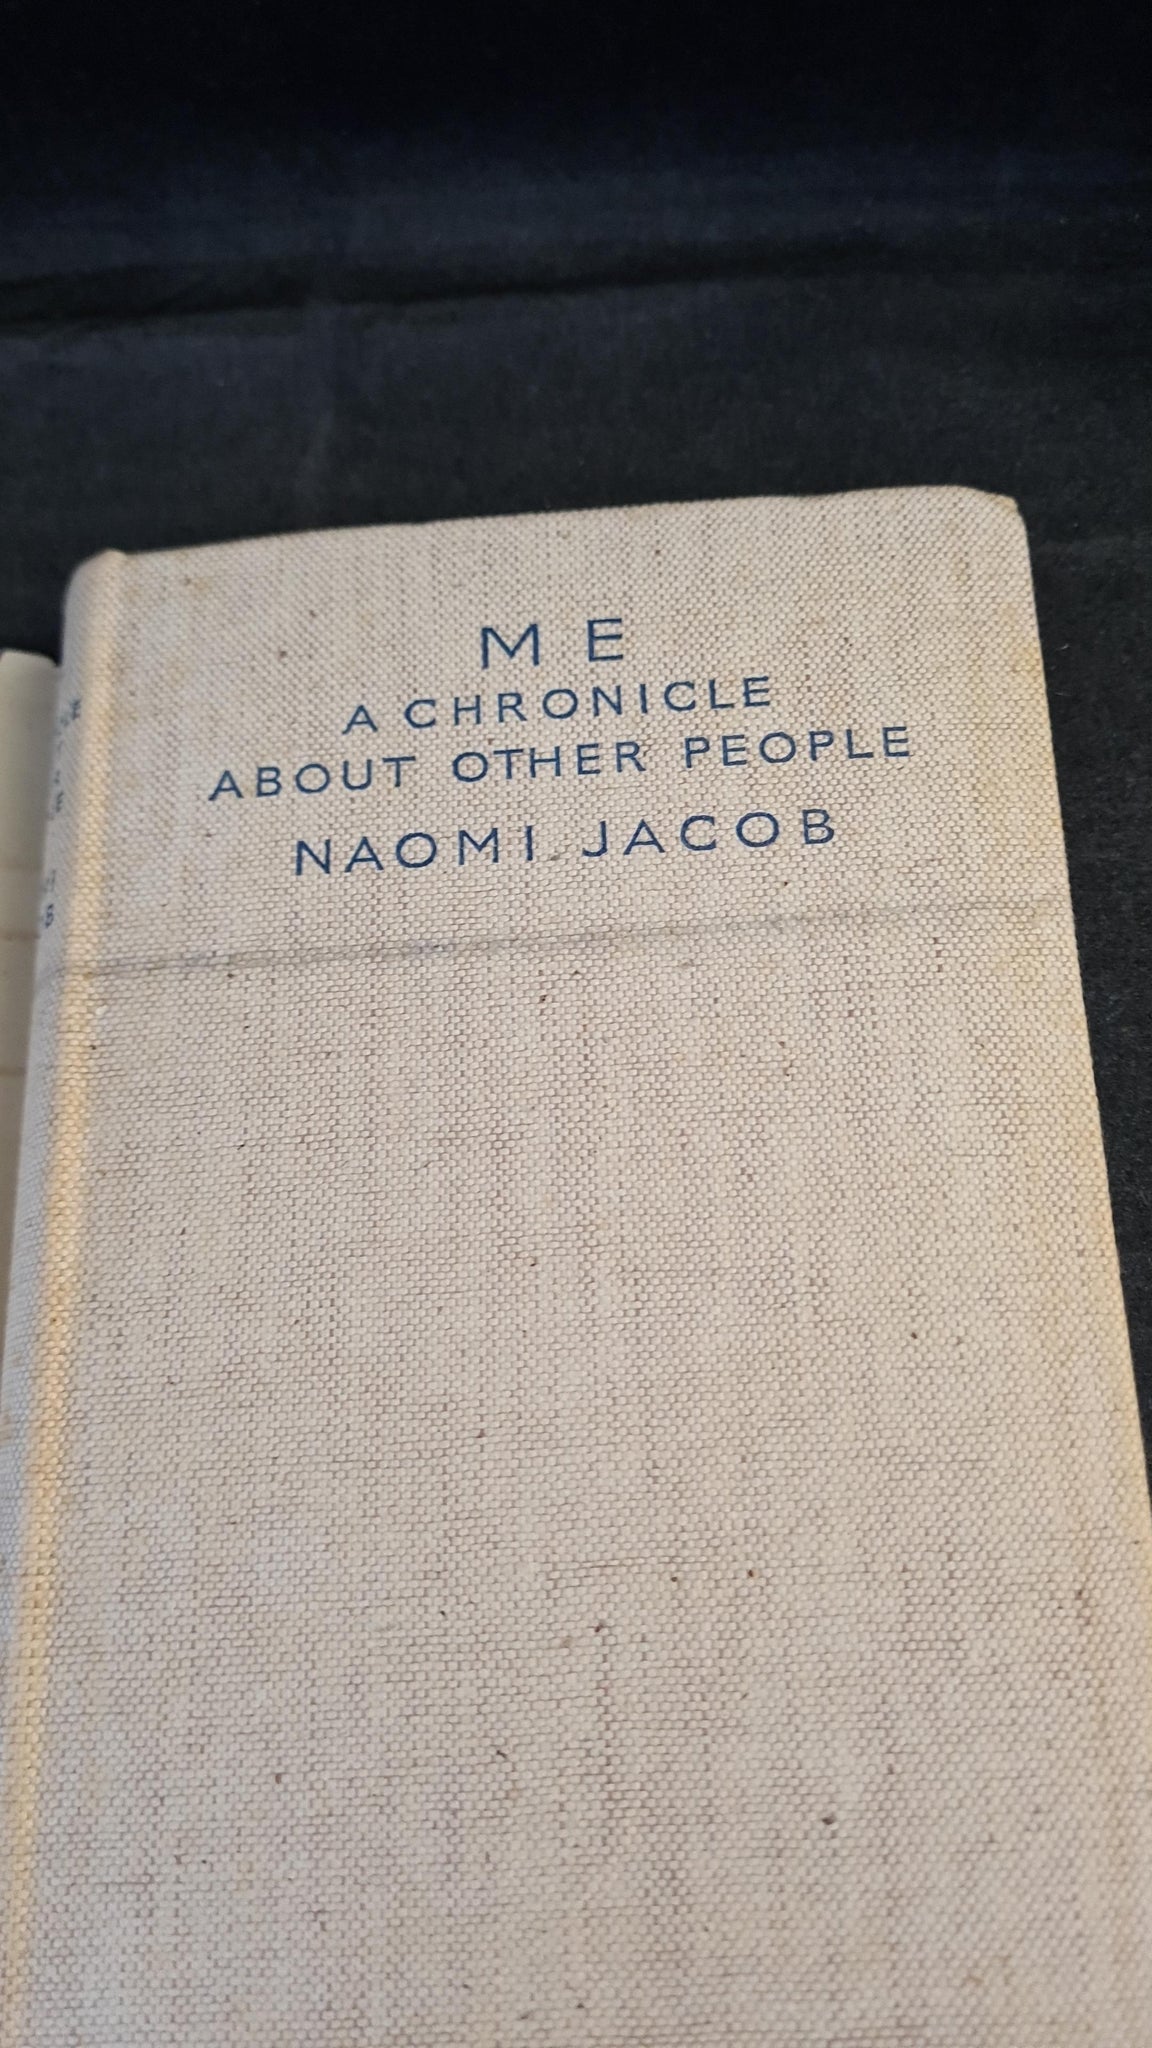 ME
A CHRONICLE
ABOUT OTHER PEOPLE
NAOMI JACOB